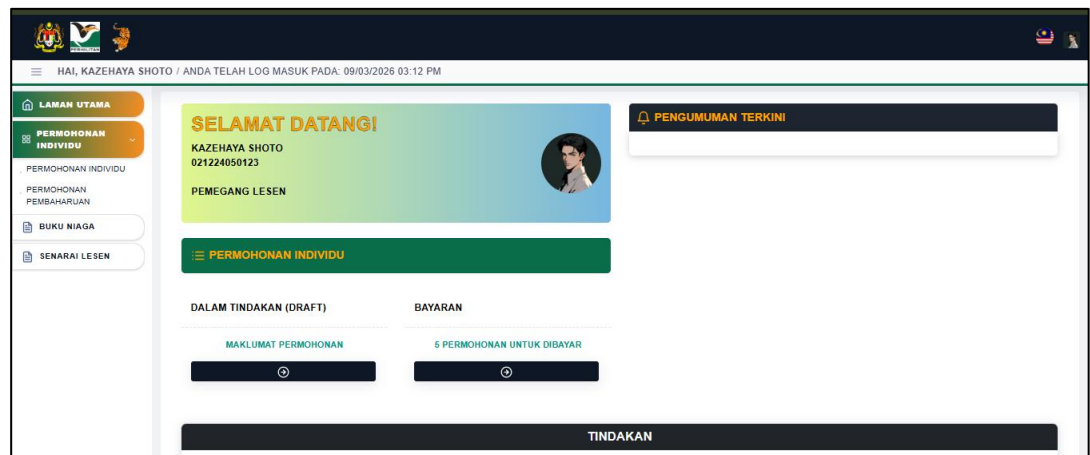 PERHILITAN
HAI, KAZEHAYA SHOTO / ANDA TELAH LOG MASUK PADA: 09/03/2026 03:12 PM
LAMAN UTAMA
PERMOHONAN
INDIVIDU
PERMOHONAN INDIVIDU
PERMOHONAN
PEMBAHARUAN
BUKU NIAGA
SENARAI LESEN
SELAMAT DATANG!
KAZEHAYA SHOTO
021224050123
PEMEGANG LESEN
PENGUMUMAN TERKINI
PERMOHONAN INDIVIDU
DALAM TINDAKAN (DRAFT)
BAYARAN
MAKLUMAT PERMOHONAN
5 PERMOHONAN UNTUK DIBAYAR
TINDAKAN